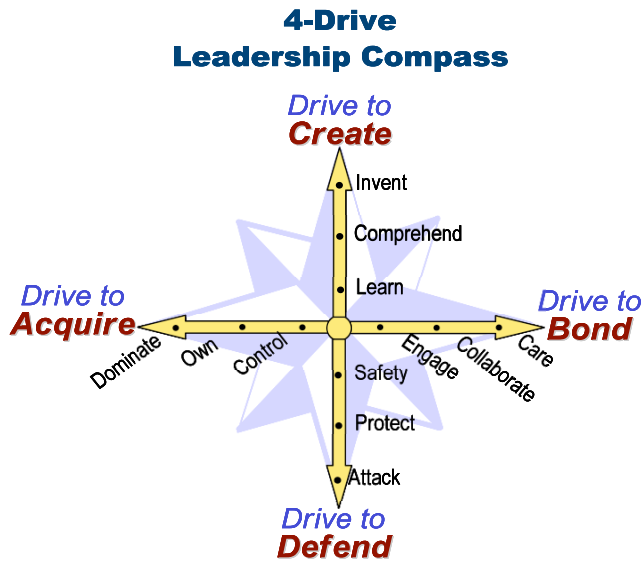 4-Drive
Leadership Compass
Drive to
Create
Invent
Comprehend
Learn
Drive to
Acquire
Dominate
Own
Control
Drive to
Bond
Engage
Collaborate
Care
Safety
Protect
Attack
Drive to
Defend